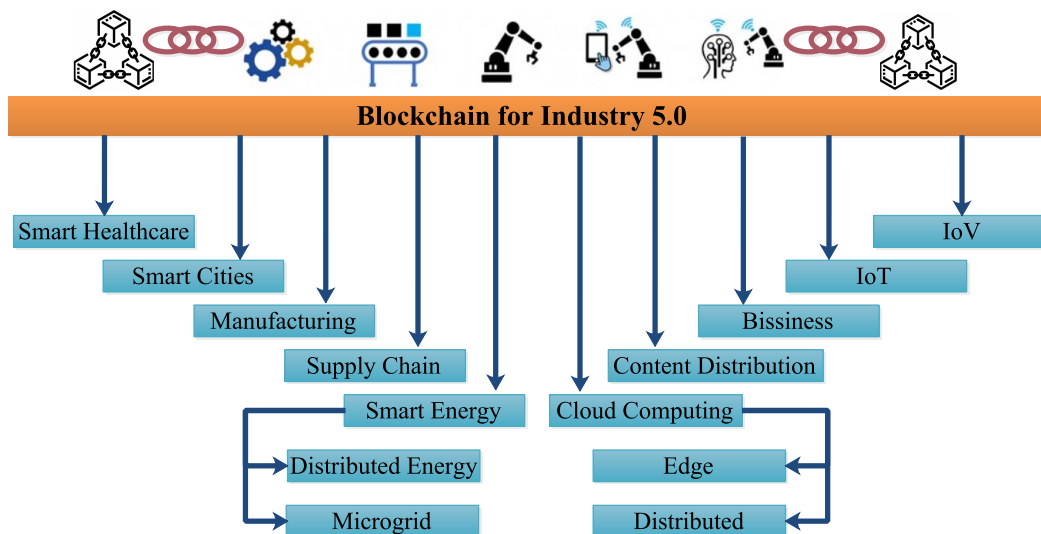 Blockchain for Industry 5.0
Smart Healthcare
IoV
Smart Cities
IoT
Manufacturing
Bissiness
Supply Chain
Content Distribution
Smart Energy
Cloud Computing
Distributed Energy
Edge
Microgrid
Distributed